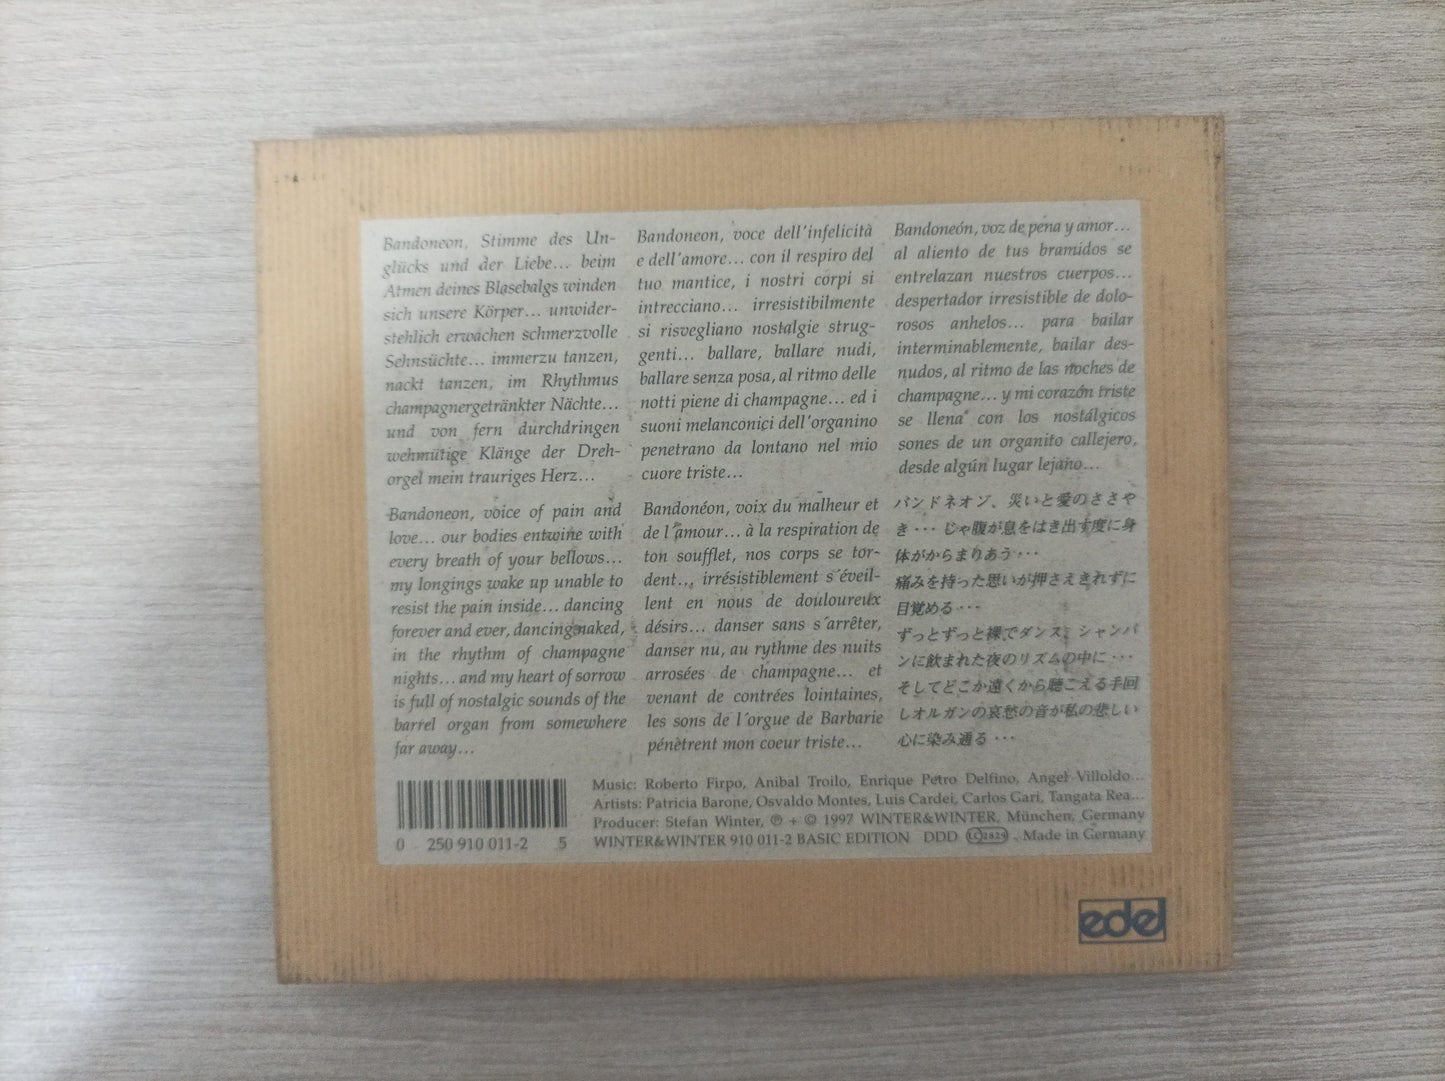 Bandoneon, Stimme des Un-
glücks und der Liebe... beim
Atmen deines Blasebalgs winden
sich unsere Körper... unwider-
stehlich erwachen schmerzvolle
Sehnsüchte... immerzu tanzen,
nackt tanzen, im Rhythmus
champagnergetränkter Nächte...
und von fern durchdringen
wehmütige Klänge der Dreh-
orgel mein trauriges Herz...
Bandoneon, voce dell'infelicità
e dell'amore... con il respiro del
tuo mantice, i nostri corpi si
intrecciano... irresistibilmente
si risvegliano nostalgie strug-
genti... ballare, ballare nudi,
ballare senza posa, al ritmo delle
notti piene di champagne... ed i
suoni melanconici dell'organino
penetrano da lontano nel mio
cuore triste...
Bandoneón, voz de pena y amor...
al aliento de tus bramidos se
entrelazan nuestros cuerpos...
despertador irresistible de dolo-
rosos anhelos... para bailar
interminablemente, bailar des-
nudos, al ritmo de las noches de
champagne... y mi corazón triste
se llena con los nostálgicos
sones de un organito callejero,
desde algún lugar lejano...
Bandoneon, voice of pain and
love... our bodies entwine with
every breath of your bellows...
my longings wake up unable to
resist the pain inside... dancing
forever and ever, dancing naked,
in the rhythm of champagne
nights... and my heart of sorrow
is full of nostalgic sounds of the
barrel organ from somewhere
far away...
Bandonéon, voix du malheur et
de l´amour... à la respiration de
ton soufflet, nos corps se tor-
dent... irrésistiblement s´éveil-
lent en nous de douloureux
désirs... danser sans s´arrêter,
danser nu, au rythme des nuits
arrosées de champagne... et
venant de contrées lointaines,
les sons de l´orgue de Barbarie
pénètrent mon coeur triste...
バンドネオン、災いと愛のささや
き・・・じゃ腹が息をはき出す度に身
体がからまりあう・・・
痛みを持った思いが押さえきれずに
目覚める・・・
ずっとずっと裸でダンス、シャンパ
ンに飲まれた夜のリズムの中に・・・
そしてどこか遠くから聴こえる手回
しオルガンの哀愁の音が私の悲しい
心に染み通る・・・
0 250 910 011-2 5
Music: Roberto Firpo, Anibal Troilo, Enrique Petro Delfino, Angel Villoldo...
Artists: Patricia Barone, Osvaldo Montes, Luis Cardei, Carlos Gari, Tangata Rea...
Producer: Stefan Winter, ℗ + © 1997 WINTER&WINTER, München, Germany
WINTER&WINTER 910 011-2 BASIC EDITION DDD LC 2829 . Made in Germany
edel